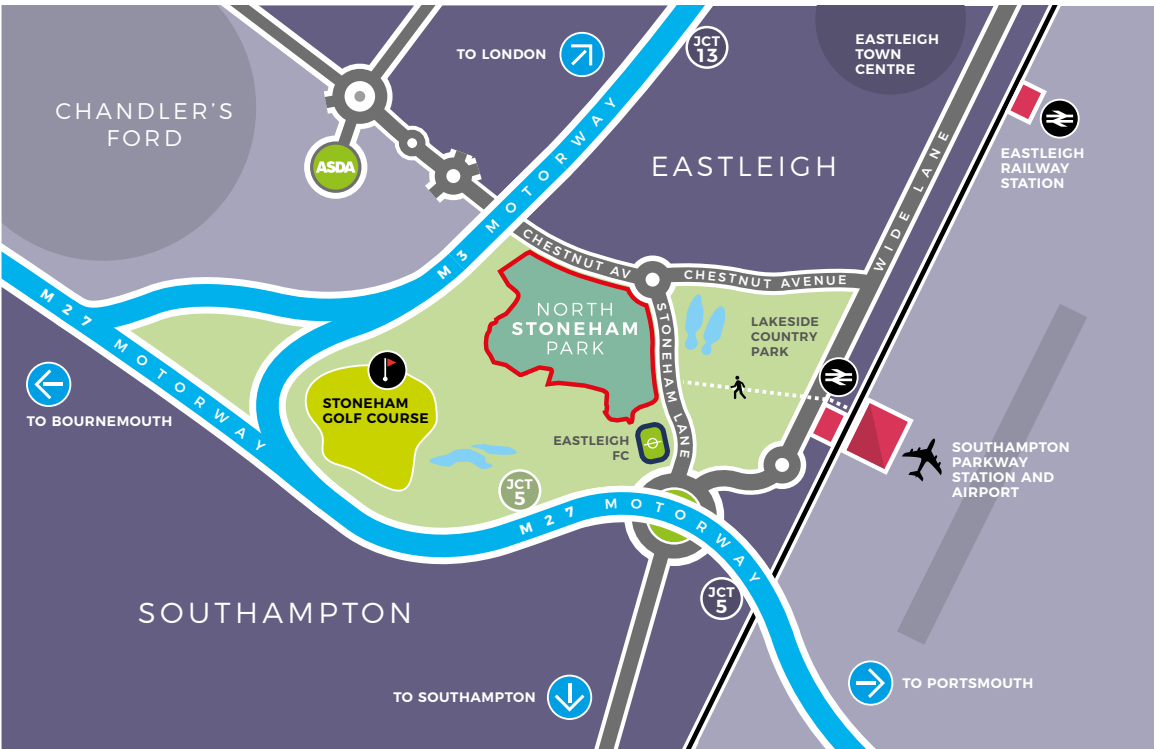 TO LONDON
JCT
13
EASTLEIGH
TOWN
CENTRE
CHANDLER'S
FORD
ASDA
EASTLEIGH
EASTLEIGH
RAILWAY
STATION
M3 MOTORWAY
WIDE LANE
CHESTNUT AV
CHESTNUT AVENUE
M27 MOTORWAY
NORTH
STONEHAM
PARK
STONEHAM LANE
LAKESIDE
COUNTRY
PARK
TO BOURNEMOUTH
STONEHAM
GOLF COURSE
EASTLEIGH
FC
SOUTHAMPTON
PARKWAY
STATION AND
AIRPORT
JCT
5
M27 MOTORWAY
JCT
5
SOUTHAMPTON
TO SOUTHAMPTON
TO PORTSMOUTH